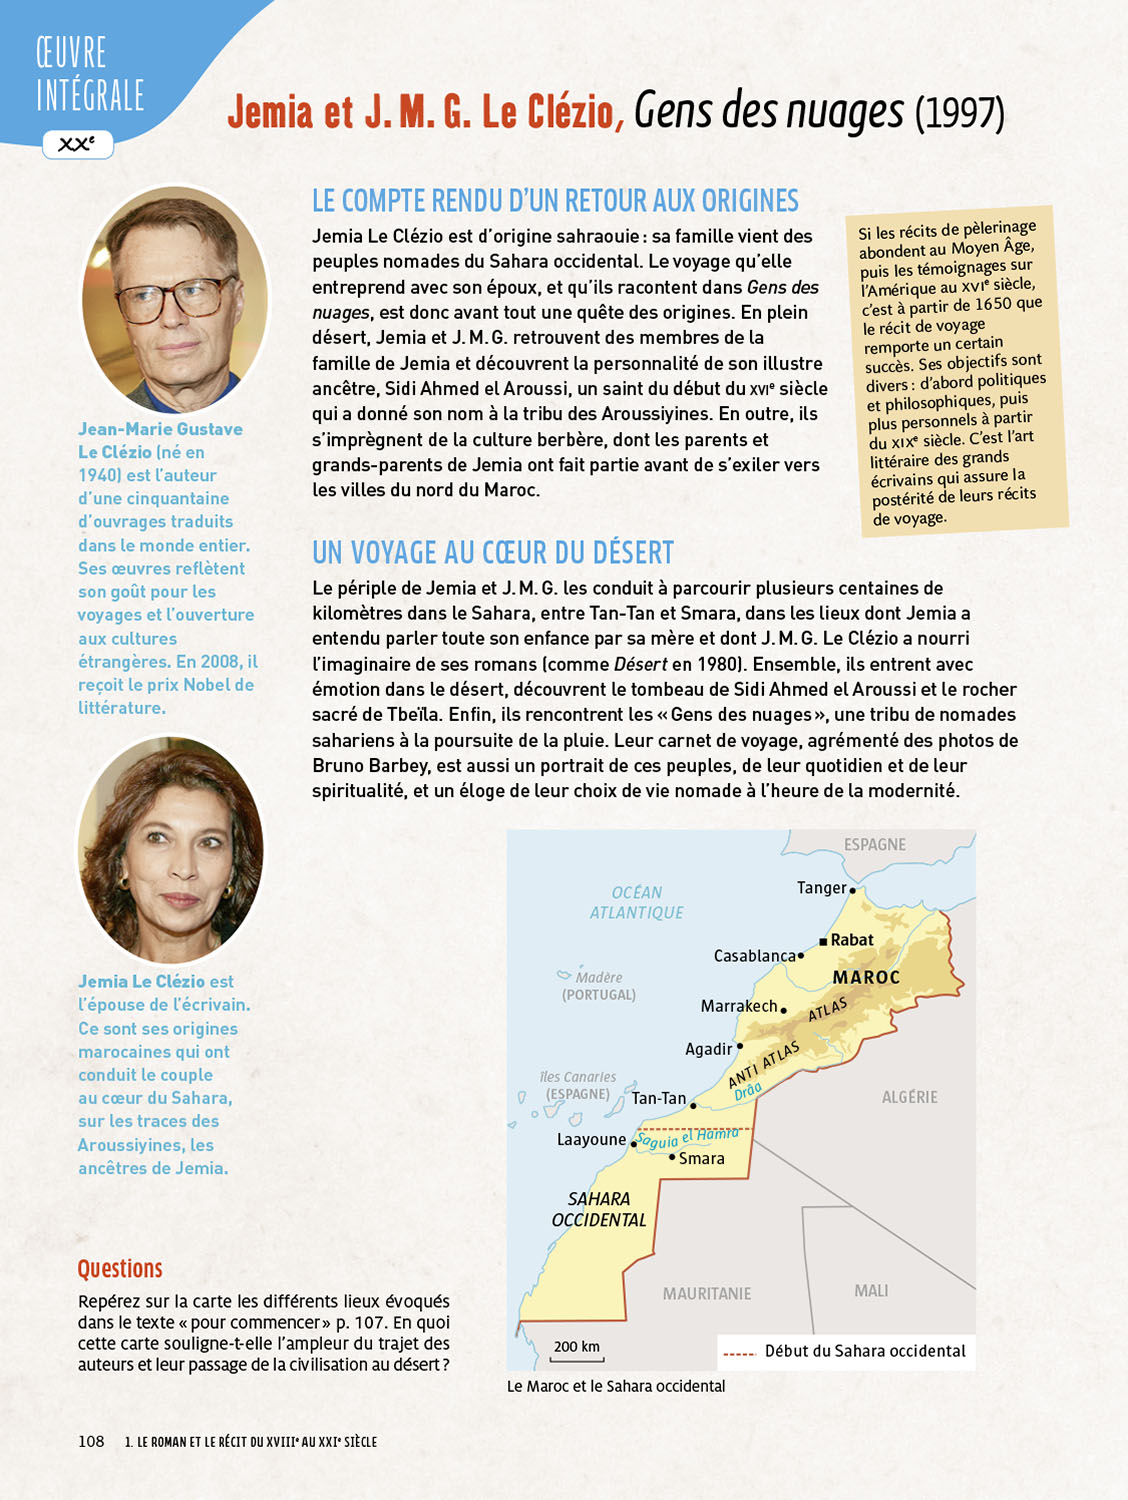 ŒUVRE
INTÉGRALE
XXe
Jemia et J. M. G. Le Clézio, Gens des nuages (1997)
Jean-Marie Gustave
Le Clézio (né en
1940) est l’auteur
d’une cinquantaine
d’ouvrages traduits
dans le monde entier.
Ses œuvres reflètent
son goût pour les
voyages et l’ouverture
aux cultures
étrangères. En 2008, il
reçoit le prix Nobel de
littérature.
Jemia Le Clézio est
l’épouse de l’écrivain.
Ce sont ses origines
marocaines qui ont
conduit le couple
au cœur du Sahara,
sur les traces des
Aroussiyines, les
ancêtres de Jemia.
LE COMPTE RENDU D’UN RETOUR AUX ORIGINES
Jemia Le Clézio est d’origine sahraouie : sa famille vient des
peuples nomades du Sahara occidental. Le voyage qu’elle
entreprend avec son époux, et qu’ils racontent dans Gens des
nuages, est donc avant tout une quête des origines. En plein
désert, Jemia et J. M. G. retrouvent des membres de la
famille de Jemia et découvrent la personnalité de son illustre
ancêtre, Sidi Ahmed el Aroussi, un saint du début du XVIe siècle
qui a donné son nom à la tribu des Aroussiyines. En outre, ils
s’imprègnent de la culture berbère, dont les parents et
grands-parents de Jemia ont fait partie avant de s’exiler vers
les villes du nord du Maroc.
Si les récits de pèlerinage
abondent au Moyen Âge,
puis les témoignages sur
l’Amérique au XVIe siècle,
c’est à partir de 1650 que
le récit de voyage
remporte un certain
succès. Ses objectifs sont
divers : d’abord politiques
et philosophiques, puis
plus personnels à partir
du XIXe siècle. C’est l’art
littéraire des grands
écrivains qui assure la
postérité de leurs récits
de voyage.
UN VOYAGE AU CŒUR DU DÉSERT
Le périple de Jemia et J. M. G. les conduit à parcourir plusieurs centaines de
kilomètres dans le Sahara, entre Tan-Tan et Smara, dans les lieux dont Jemia a
entendu parler toute son enfance par sa mère et dont J. M. G. Le Clézio a nourri
l’imaginaire de ses romans (comme Désert en 1980). Ensemble, ils entrent avec
émotion dans le désert, découvrent le tombeau de Sidi Ahmed el Aroussi et le rocher
sacré de Tbeïla. Enfin, ils rencontrent les « Gens des nuages », une tribu de nomades
sahariens à la poursuite de la pluie. Leur carnet de voyage, agrémenté des photos de
Bruno Barbey, est aussi un portrait de ces peuples, de leur quotidien et de leur
spiritualité, et un éloge de leur choix de vie nomade à l’heure de la modernité.
ESPAGNE
OCÉAN
ATLANTIQUE
Tanger
Rabat
Casablanca
MAROC
Madère
(PORTUGAL)
Marrakech
ATLAS
Agadir
ANTI ATLAS
Îles Canaries
(ESPAGNE)
Drâa
Tan-Tan
ALGÉRIE
Laayoune
Saguia el Hamra
Smara
SAHARA
OCCIDENTAL
MAURITANIE
MALI
200 km
Début du Sahara occidental
Le Maroc et le Sahara occidental
Questions
Repérez sur la carte les différents lieux évoqués
dans le texte « pour commencer » p. 107. En quoi
cette carte souligne-t-elle l’ampleur du trajet des
auteurs et leur passage de la civilisation au désert ?
108 1. LE ROMAN ET LE RÉCIT DU XVIIIe AU XXIe SIÈCLE